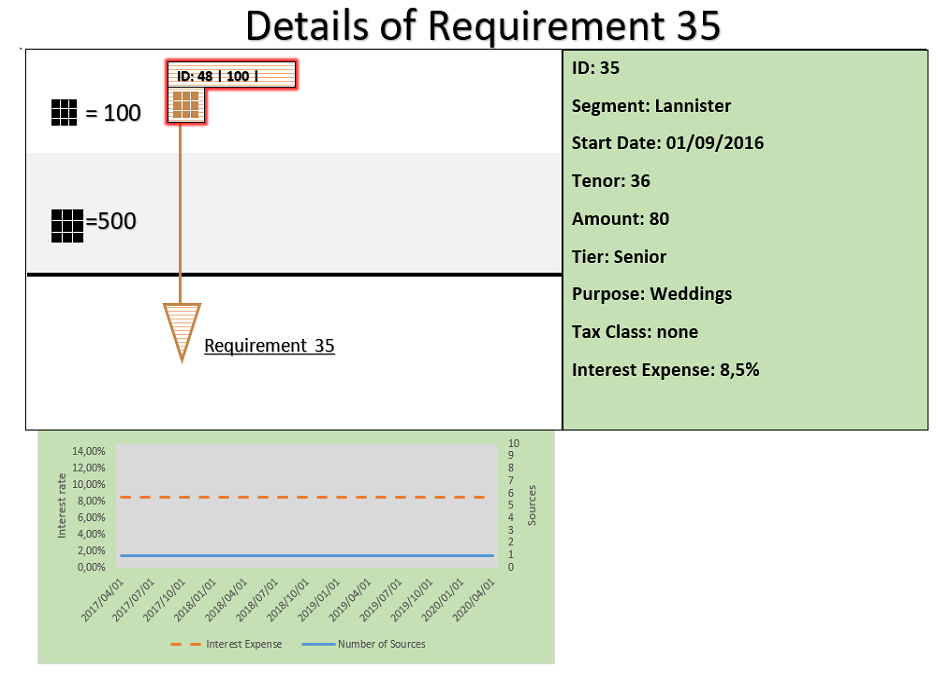 Details of Requirement 35
ID: 48 | 100 |
= 100
=500
Requirement 35
ID: 35
Segment: Lannister
Start Date: 01/09/2016
Tenor: 36
Amount: 80
Tier: Senior
Purpose: Weddings
Tax Class: none
Interest Expense: 8,5%
Interest rate
14,00%
12,00%
10,00%
8,00%
6,00%
4,00%
2,00%
0,00%
10
9
8
7
6
5
4
3
2
1
0
Sources
2017/04/01
2017/07/01
2017/10/01
2018/01/01
2018/04/01
2018/07/01
2018/10/01
2019/01/01
2019/04/01
2019/07/01
2019/10/01
2020/01/01
2020/04/01
Interest Expense
Number of Sources